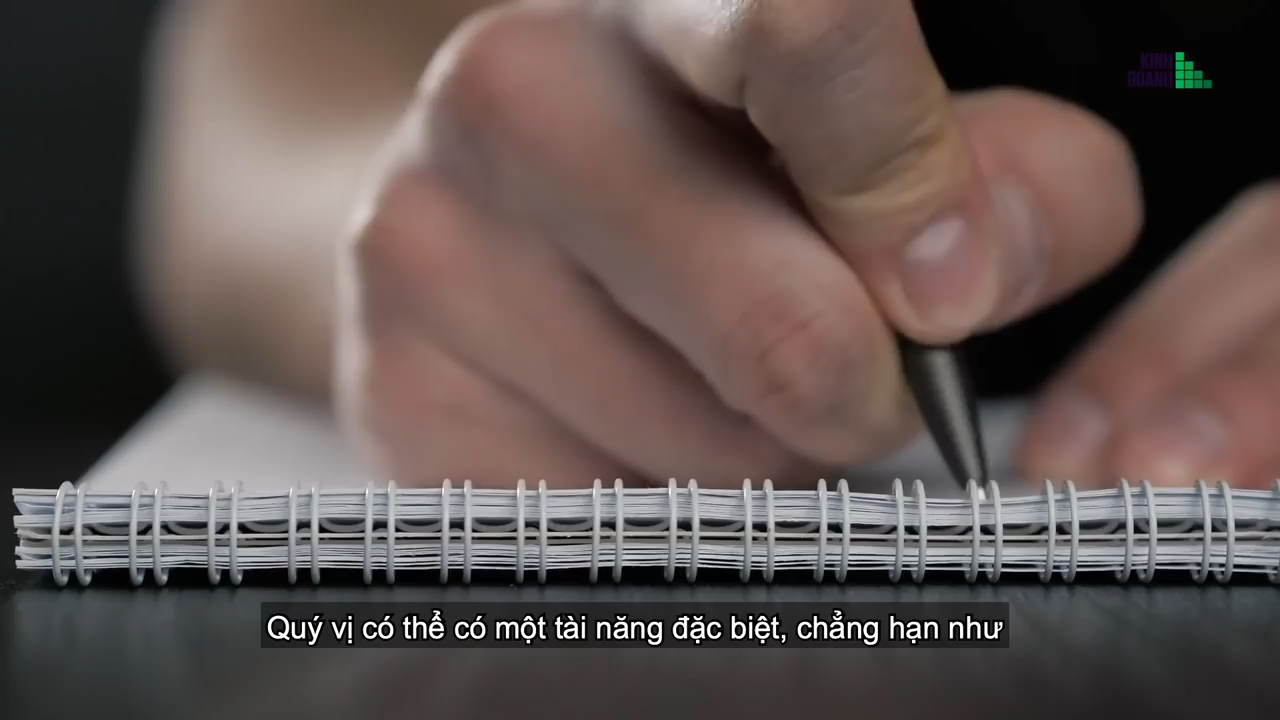 KINH
DOANH
Quý vị có thể có một tài năng đặc biệt, chẳng hạn như